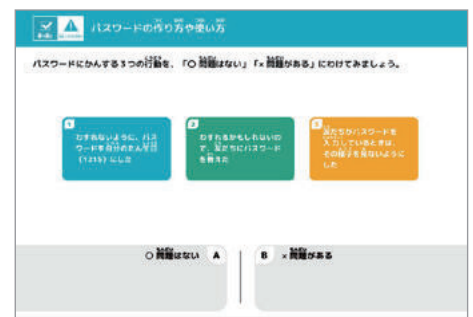 パスワードの作り方や使い方
パスワードにかんする3つの行動を、「○ 問題はない」「× 問題がある」にわけてみましょう。
1
わすれないように、パス
ワードを自分のたん生日
(1215) にした
2
わすれるかもしれないの
で、友だちにパスワード
を教えた
3
友だちがパスワードを
入力しているときは、
その様子を見ないように
した
○ 問題はない A
B × 問題がある